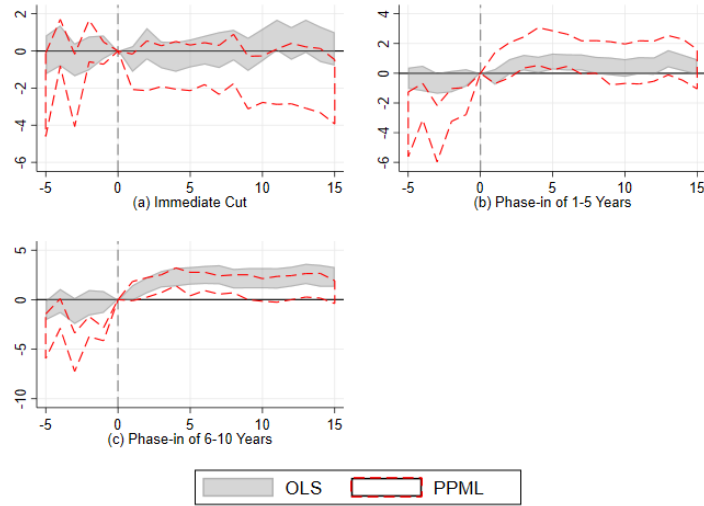 2
0
-2
-4
-6
-5 0 5 10 15
(a) Immediate Cut
4
2
0
-2
-4
-6
-5 0 5 10 15
(b) Phase-in of 1-5 Years
5
0
-5
-10
-5 0 5 10 15
(c) Phase-in of 6-10 Years
OLS PPML